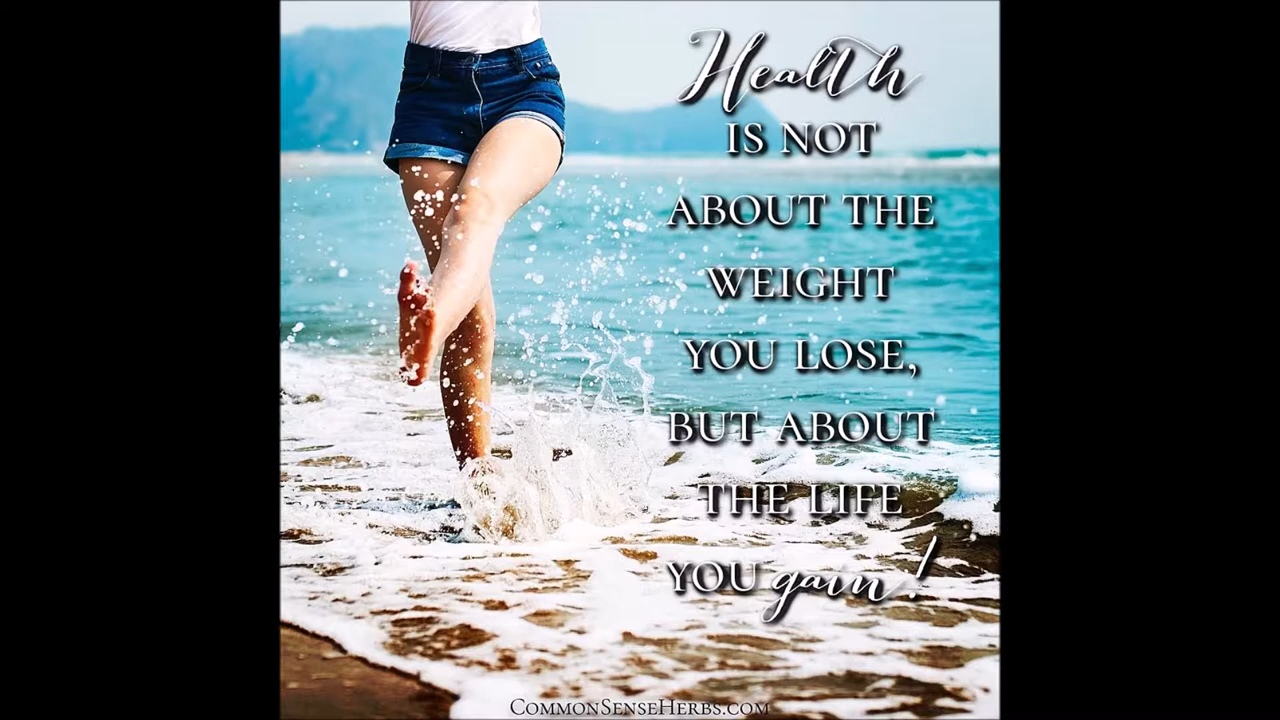 Health
IS NOT
ABOUT THE
WEIGHT
YOU LOSE,
BUT ABOUT
THE LIFE
YOU gain!
COMMONSENSEHERBS.COM